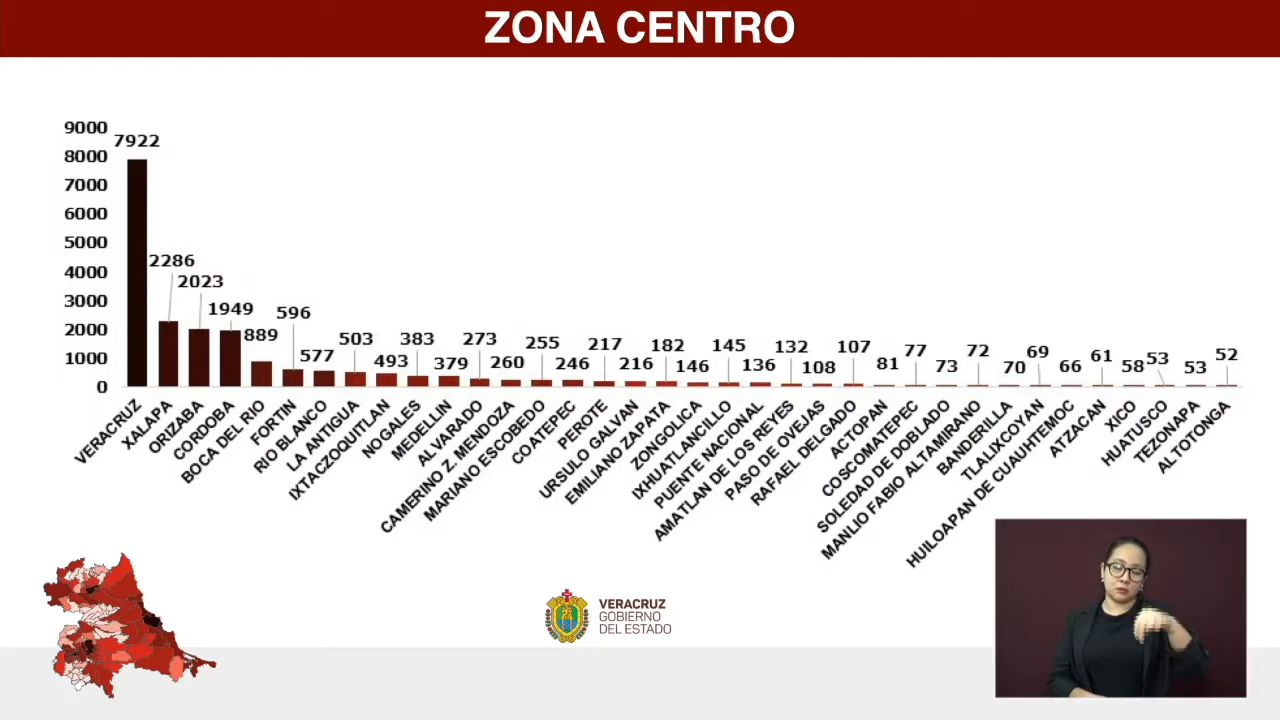 ZONA CENTRO
9000
8000
7000
6000
5000
4000
3000
2000
1000
0
7922
2286
2023
1949
889
596
577
503
493
383
379
273
260
255
246
217
216
182
146
145
136
132
108
107
81
77
73
72
70
69
66
61
58
53
53
52
VERACRUZ
XALAPA
ORIZABA
CORDOBA
BOCA DEL RIO
FORTIN
RIO BLANCO
LA ANTIGUA
IXTACZOQUITLAN
NOGALES
MEDELLIN
ALVARADO
CAMERINO Z. MENDOZA
MARIANO ESCOBEDO
COATEPEC
PEROTE
URSULO GALVAN
EMILIANO ZAPATA
ZONGOLICA
IXHUATLANCILLO
PUENTE NACIONAL
AMATLAN DE LOS REYES
PASO DE OVEJAS
RAFAEL DELGADO
ACTOPAN
COSCOMATEPEC
SOLEDAD DE DOBLADO
MANLIO FABIO ALTAMIRANO
BANDERILLA
TLALIXCOYAN
HUILOAPAN DE CUAUHTEMOC
ATZACAN
XICO
HUATUSCO
TEZONAPA
ALTOTONGA
VERACRUZ
GOBIERNO
DEL ESTADO